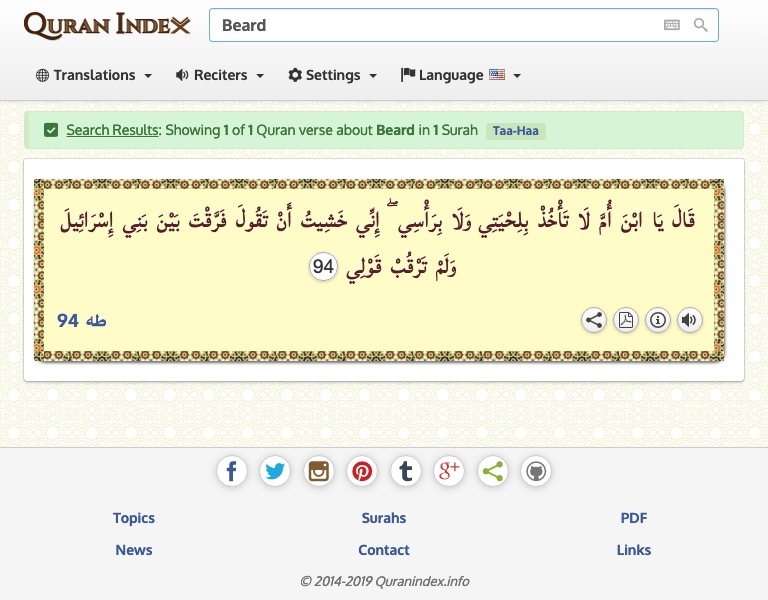 QURAN INDEX
Beard
Translations
Reciters
Settings
Language
Search Results: Showing 1 of 1 Quran verse about Beard in 1 Surah Taa-Haa
قَالَ يَا ابْنَ أُمَّ لَا تَأْخُذْ بِلِحْيَتِي وَلَا بِرَأْسِي ۖ إِنِّي خَشِيتُ أَنْ تَقُولَ فَرَّقْتَ بَيْنَ بَنِي إِسْرَائِيلَ
وَلَمْ تَرْقُبْ قَوْلِي 94
طه 94
Topics
Surahs
PDF
News
Contact
Links
© 2014-2019 Quranindex.info